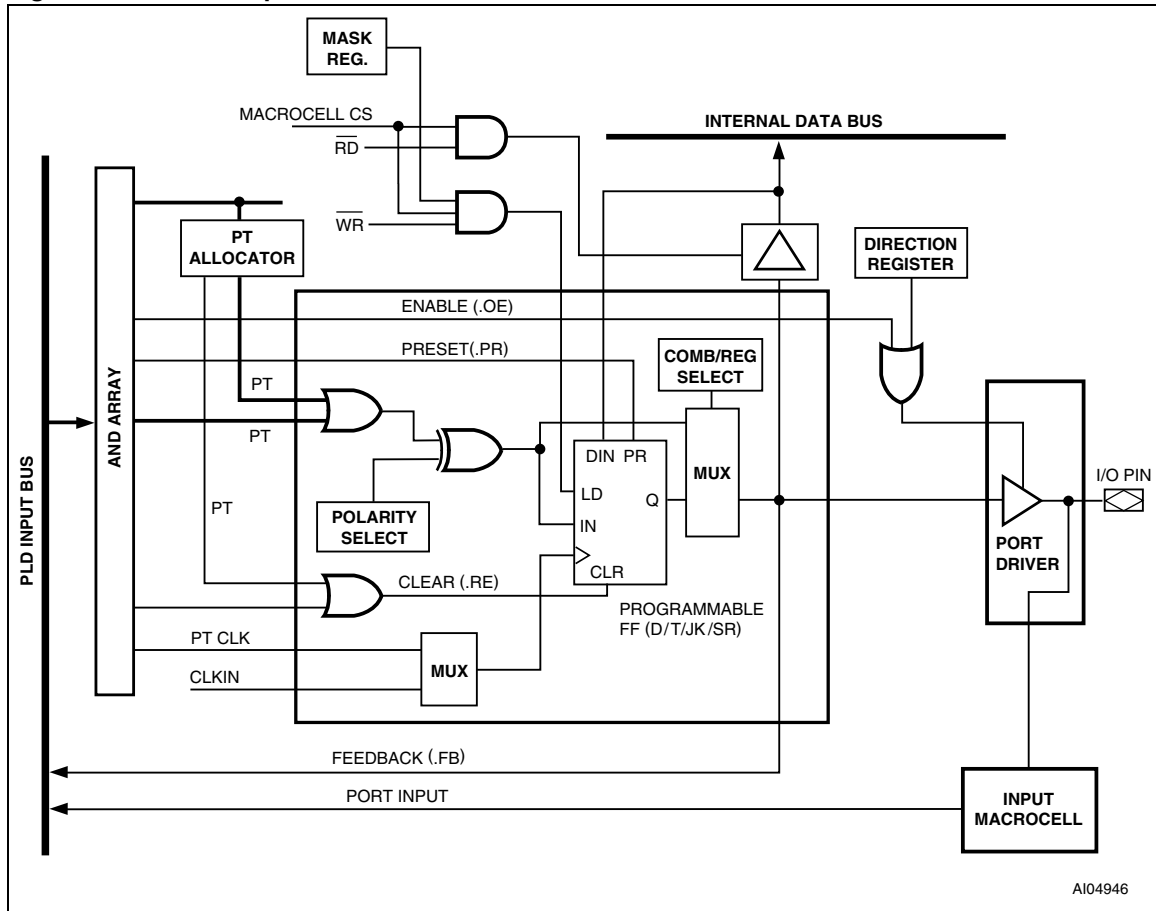 MASK
REG.
MACROCELL CS
RD
WR
INTERNAL DATA BUS
DIRECTION
REGISTER
PT
ALLOCATOR
ENABLE (.OE)
PRESET(.PR)
COMB/REG
SELECT
PT
PT
PT
AND ARRAY
PLD INPUT BUS
POLARITY
SELECT
DIN PR
LD
IN
Q
CLR
MUX
I/O PIN
PORT
DRIVER
CLEAR (.RE)
PROGRAMMABLE
FF (D/T/JK/SR)
PT CLK
CLKIN
MUX
FEEDBACK (.FB)
PORT INPUT
INPUT
MACROCELL
AI04946